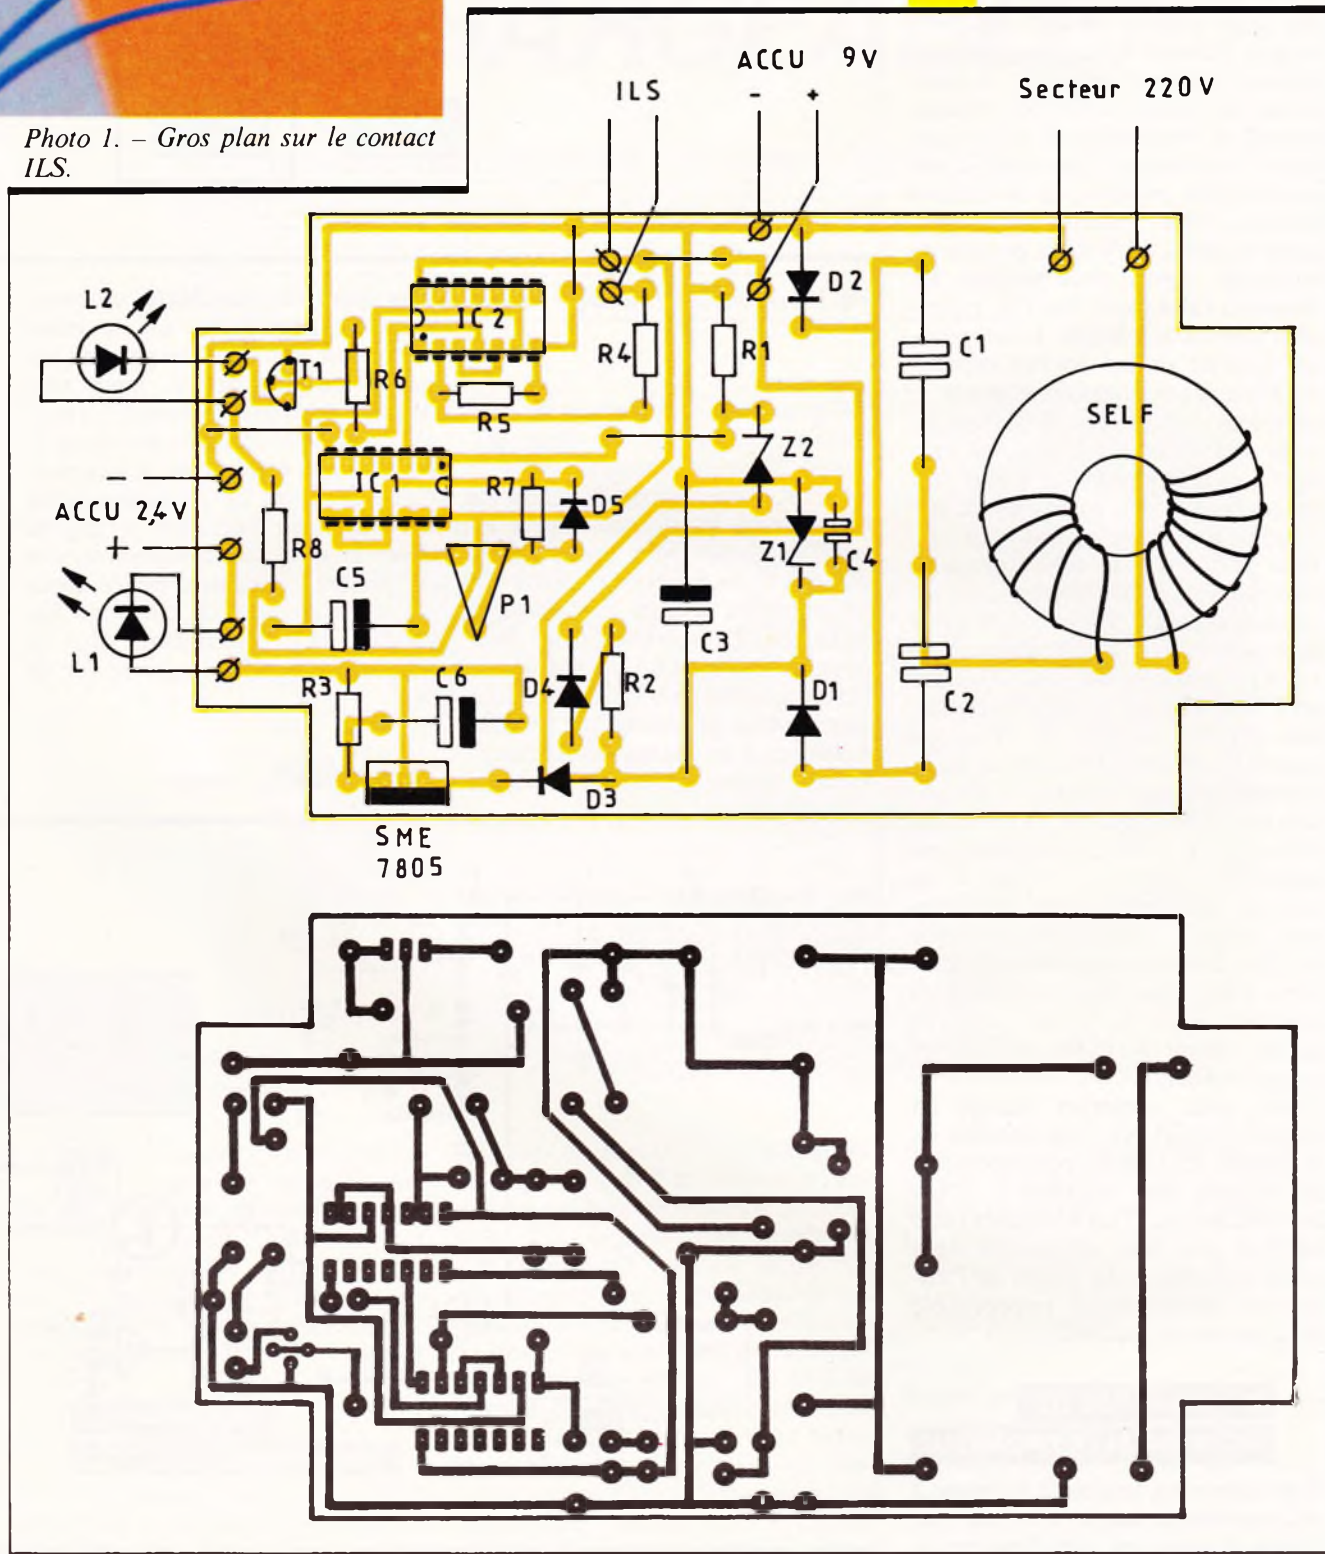 Photo 1. – Gros plan sur le contact
ILS.
ILS
ACCU 9V
- +
Secteur 220V
L2
T1
R6
IC2
R5
R4
R1
D2
C1
SELF
-
ACCU 2,4V
+
R8
IC1
R7
D5
Z2
Z1
C4
L1
C5
P1
C3
R3
C6
D4
R2
D1
C2
D3
SME
7805